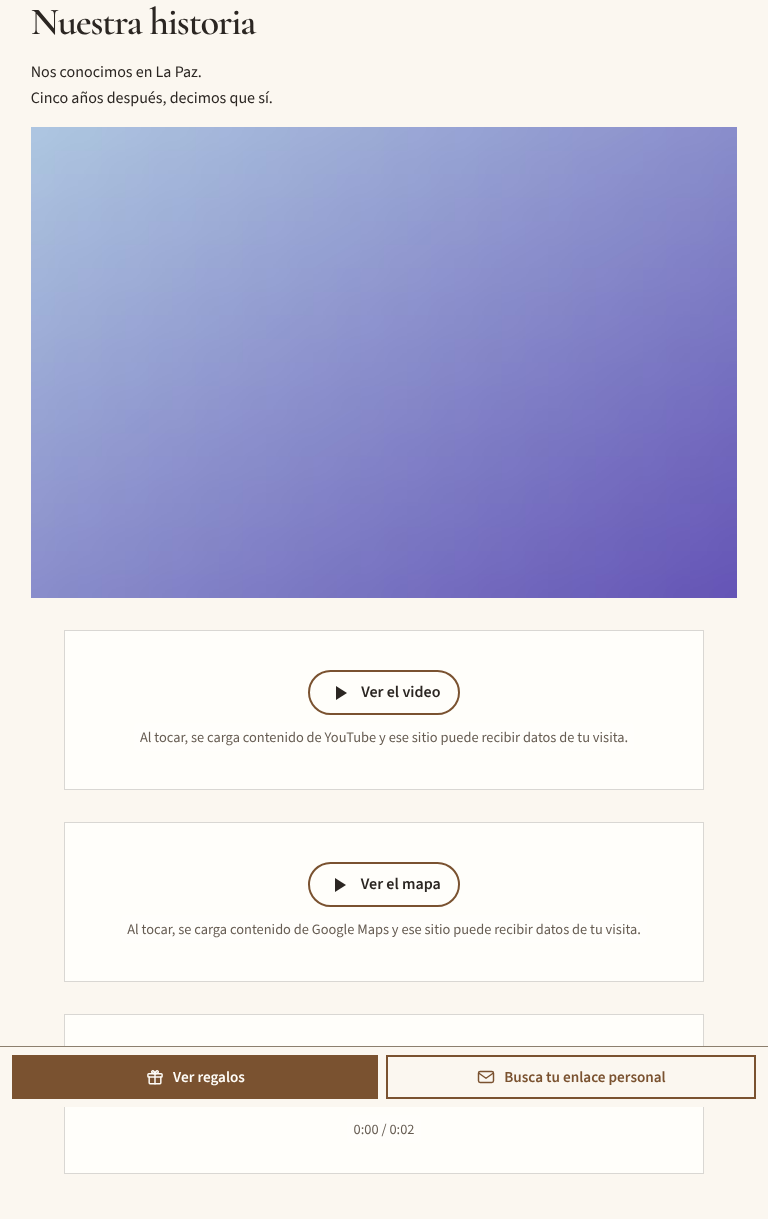 Nuestra historia
Nos conocimos en La Paz.
Cinco años después, decimos que sí.
Ver el video
Al tocar, se carga contenido de YouTube y ese sitio puede recibir datos de tu visita.
Ver el mapa
Al tocar, se carga contenido de Google Maps y ese sitio puede recibir datos de tu visita.
Ver regalos
Busca tu enlace personal
0:00 / 0:02